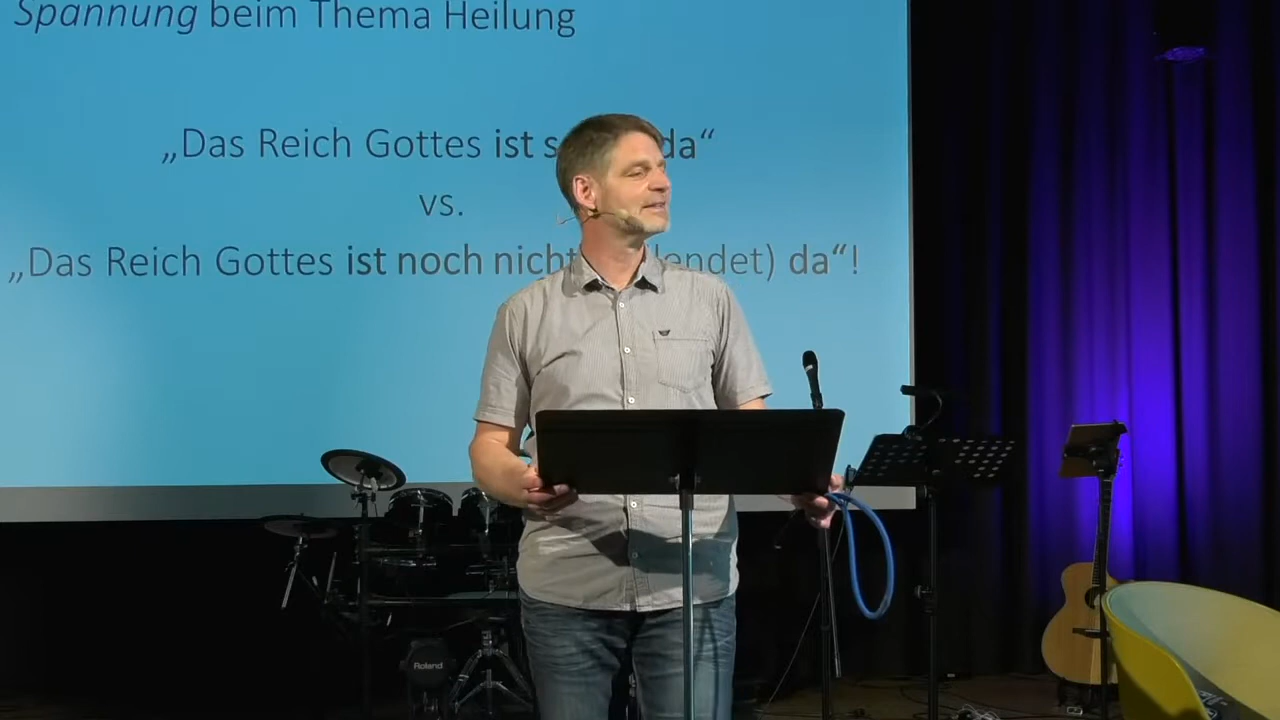 Spannung beim Thema Heilung
„Das Reich Gottes ist da“
vs.
„Das Reich Gottes ist noch nicht da“!
Roland